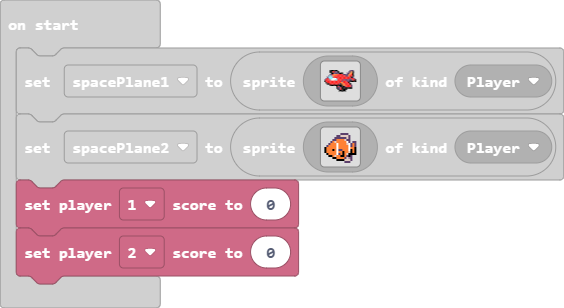 on start
set spacePlane1 to sprite of kind Player
set spacePlane2 to sprite of kind Player
set player 1 score to 0
set player 2 score to 0